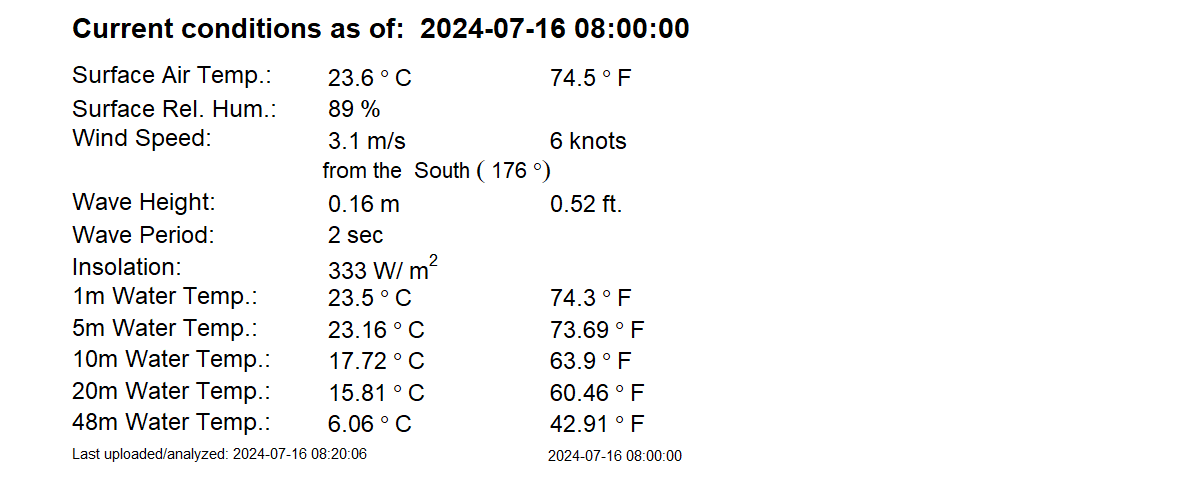 Current conditions as of: 2024-07-16 08:00:00
Surface Air Temp.: 23.6 ° C 74.5 ° F
Surface Rel. Hum.: 89 %
Wind Speed: 3.1 m/s 6 knots
from the South ( 176 °)
Wave Height: 0.16 m 0.52 ft.
Wave Period: 2 sec
Insolation: 333 W/ m²
1m Water Temp.: 23.5 ° C 74.3 ° F
5m Water Temp.: 23.16 ° C 73.69 ° F
10m Water Temp.: 17.72 ° C 63.9 ° F
20m Water Temp.: 15.81 ° C 60.46 ° F
48m Water Temp.: 6.06 ° C 42.91 ° F
Last uploaded/analyzed: 2024-07-16 08:20:06 2024-07-16 08:00:00